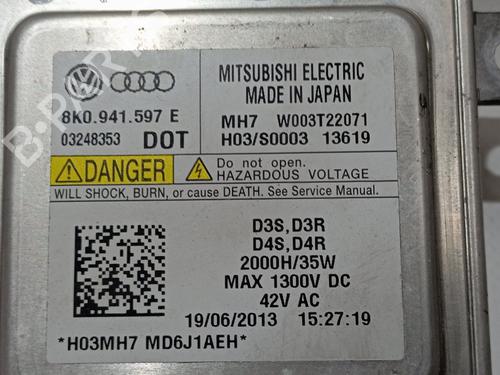 8K0.941.597 E
03248353 DOT
MITSUBISHI ELECTRIC
MADE IN JAPAN
MH7 W003T22071
H03/S0003 13619
DANGER
Do not open.
HAZARDOUS VOLTAGE
WILL SHOCK, BURN, or cause DEATH. See Service Manual.
D3S,D3R
D4S,D4R
2000H/35W
MAX 1300V DC
42V AC
19/06/2013 15:27:19
*H03MH7 MD6J1AEH*
B-Parts